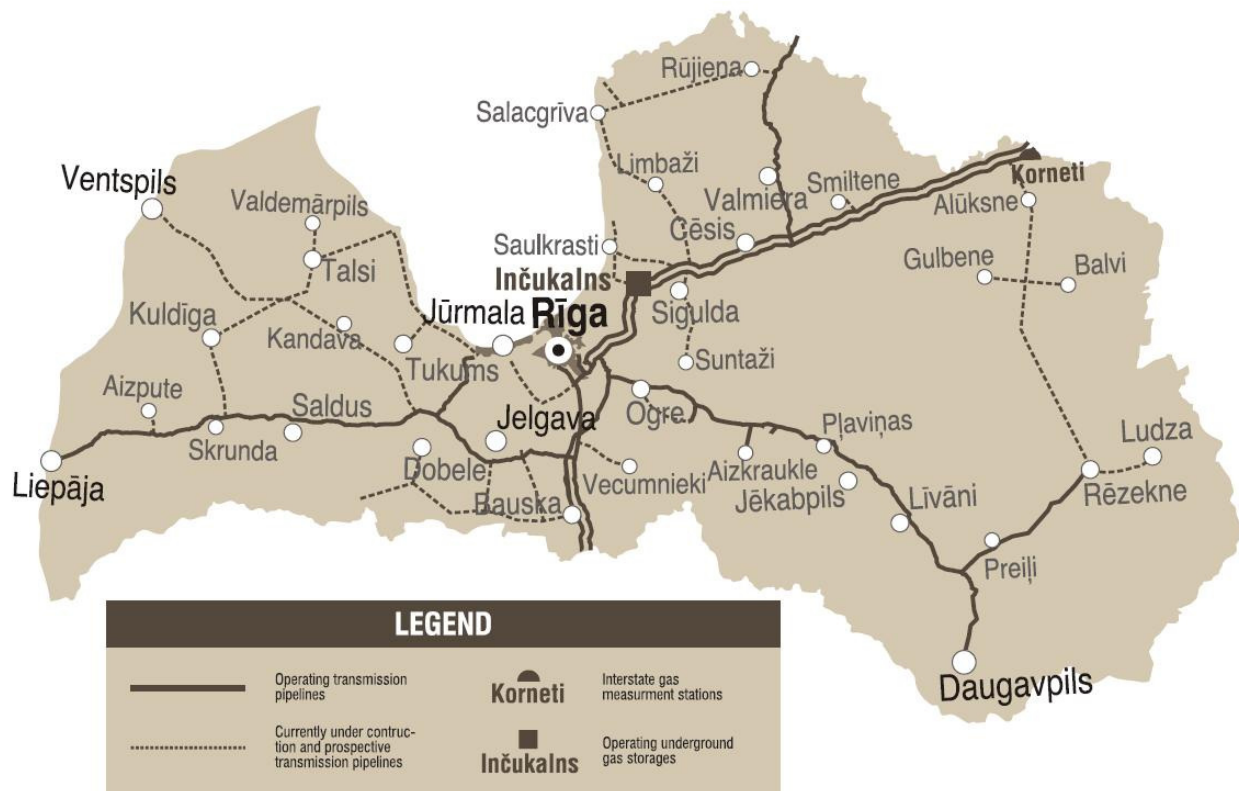 Rūjiena
Salacgrīva
Limbaži
Korneti
Ventspils
Valmiera
Smiltene
Valdemārpils
Alūksne
Saulkrasti
Cēsis
Talsi
Gulbene
Balvi
Inčukalns
Sigulda
Jūrmala
Rīga
Kuldīga
Kandava
Tukums
Suntaži
Aizpute
Saldus
Jelgava
Ogre
Pļaviņas
Ludza
Skrunda
Dobele
Vecumnieki
Aizkraukle
Liepāja
Bauska
Jēkabpils
Līvāni
Rēzekne
Preiļi
Daugavpils
LEGEND
Operating transmission
pipelines
Currently under contruc-
tion and prospective
transmission pipelines
Korneti
Interstate gas
measurment stations
Inčukalns
Operating underground
gas storages